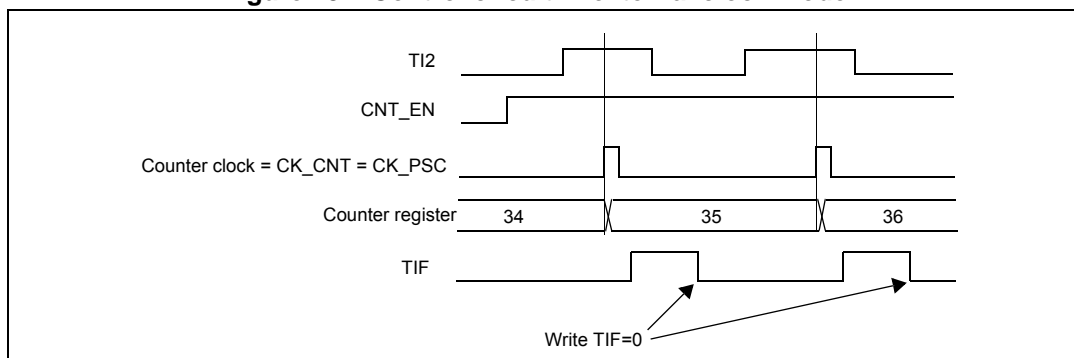 TI2
CNT_EN
Counter clock = CK_CNT = CK_PSC
Counter register 34 35 36
TIF
Write TIF=0